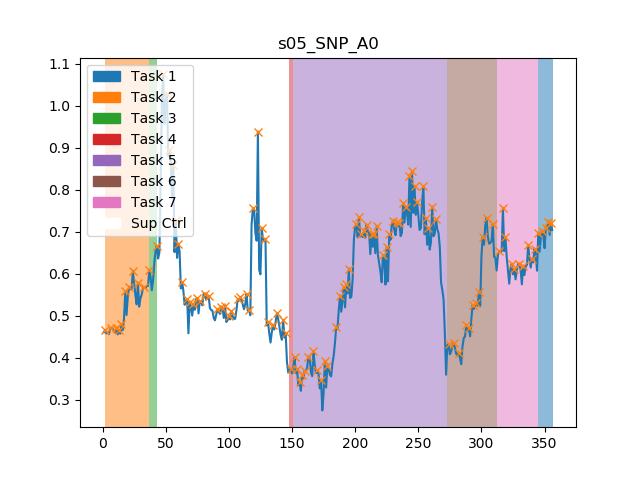 s05_SNP_A0
1.1
1.0
0.9
0.8
0.7
0.6
0.5
0.4
0.3
Task 1
Task 2
Task 3
Task 4
Task 5
Task 6
Task 7
Sup Ctrl
0 50 100 150 200 250 300 350